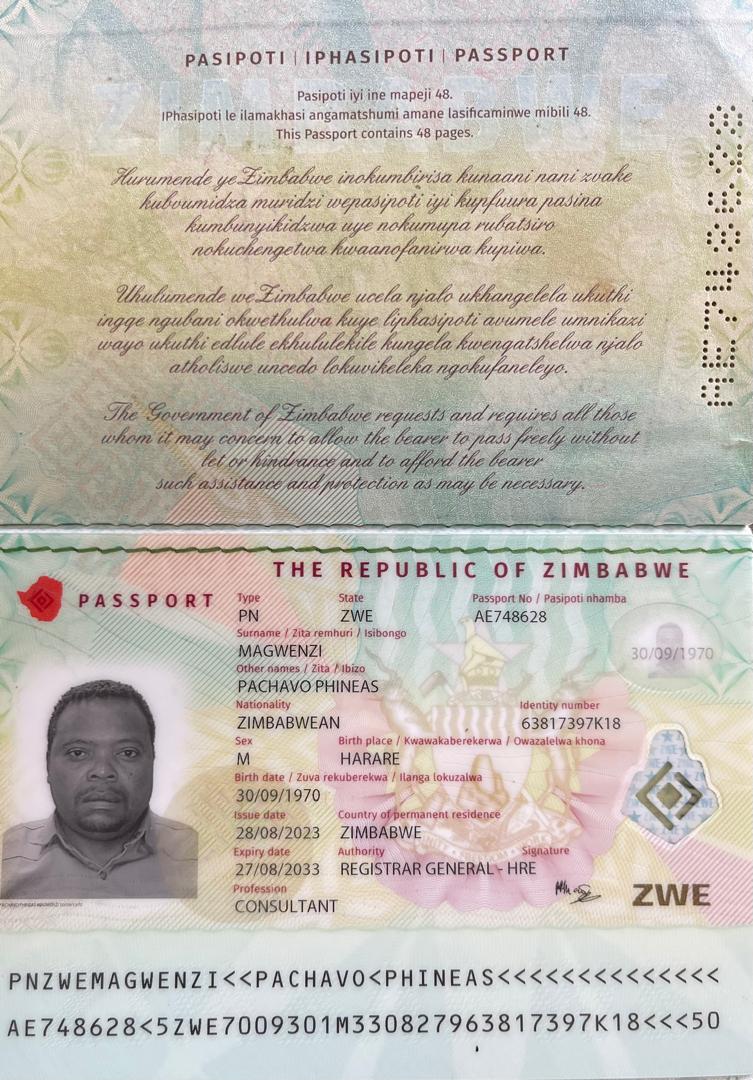 PASIPOTI | IPHASIPOTI | PASSPORT
Pasipoti iyi ine mapeji 48.
IPhasipoti le ilamakhasi angamatshumi amane lasificaminwe mibili 48.
This Passport contains 48 pages.
ZIMBABWE
Hurumende yeZimbabwe inokumbirisa kunaani nani zvake
kubvumidza muridzi wepasipoti iyi kupfuura pasina
kumbunyikidzwa uye nokumupa rubatsiro
nokuchengetwa kwaanofanirwa kupiwa.
Uhulumende weZimbabwe ucela njalo ukhangelela ukuthi
ingge ngubani okwethulwa kuye liphasipoti avumele umnikazi
wayo ukuthi edlule ekhululekile kungela kwengatshelwa njalo
atholiswe uncedo lokuvikeleka ngokufaneleyo.
The Government of Zimbabwe requests and requires all those
whom it may concern to allow the bearer to pass freely without
let or hindrance and to afford the bearer
such assistance and protection as may be necessary.
AE748628
THE REPUBLIC OF ZIMBABWE
PASSPORT
Type State Passport No / Pasipoti nhamba
PN ZWE AE748628
Surname / Zita remhuri / Isibongo
MAGWENZI
30/09/1970
Other names / Zita / Ibizo
PACHAVO PHINEAS
Nationality Identity number
ZIMBABWEAN 63817397K18
Sex Birth place / Kwawakaberekerwa / Owazalelwa khona
M HARARE
Birth date / Zuva rekuberekwa / Ilanga lokuzalwa
30/09/1970
Issue date Country of permanent residence
28/08/2023 ZIMBABWE
Expiry date Authority Signature
27/08/2033 REGISTRAR GENERAL - HRE
Profession
CONSULTANT
ZWE
PNZWEMAGWENZI<<PACHAVO<PHINEAS<<<<<<<<<<<<<<
AE748628<5ZWE7009301M330827963817397K18<<<50